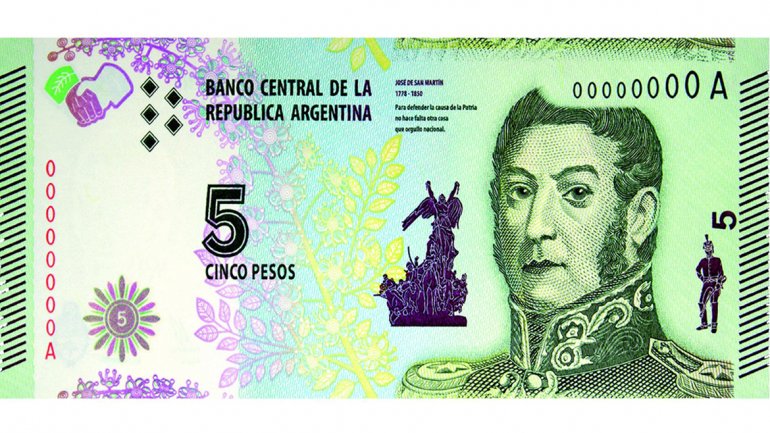 BANCO CENTRAL DE LA
REPUBLICA ARGENTINA
JOSÉ DE SAN MARTÍN
1778 - 1850
Para defender la causa de la Patria
no hace falta otra cosa
que orgullo nacional.
00000000 A
00000000 A
5
CINCO PESOS
5
5